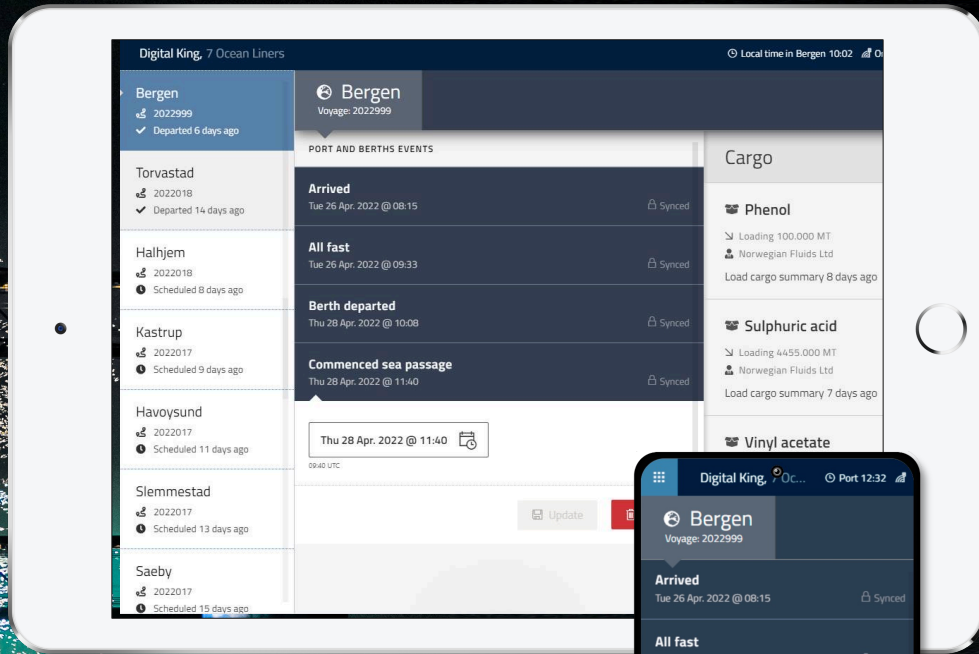 Digital King, 7 Ocean Liners
Local time in Bergen 10:02
Bergen
2022999
Departed 6 days ago
Torvastad
2022018
Departed 14 days ago
Halhjem
2022018
Scheduled 8 days ago
Kastrup
2022017
Scheduled 9 days ago
Havoysund
2022017
Scheduled 11 days ago
Slemmestad
2022017
Scheduled 13 days ago
Saeby
2022017
Scheduled 15 days ago
Bergen
Voyage: 2022999
PORT AND BERTHS EVENTS
Arrived
Tue 26 Apr. 2022 @ 08:15 Synced
All fast
Tue 26 Apr. 2022 @ 09:33 Synced
Berth departed
Thu 28 Apr. 2022 @ 10:08 Synced
Commenced sea passage
Thu 28 Apr. 2022 @ 11:40 Synced
Thu 28 Apr. 2022 @ 11:40
09:40 UTC
Update
Cargo
Phenol
Loading 100.000 MT
Norwegian Fluids Ltd
Load cargo summary 8 days ago
Sulphuric acid
Loading 4455.000 MT
Norwegian Fluids Ltd
Load cargo summary 7 days ago
Vinyl acetate
Digital King, 7 Oc... Port 12:32
Bergen
Voyage: 2022999
Arrived
Tue 26 Apr. 2022 @ 08:15 Synced
All fast